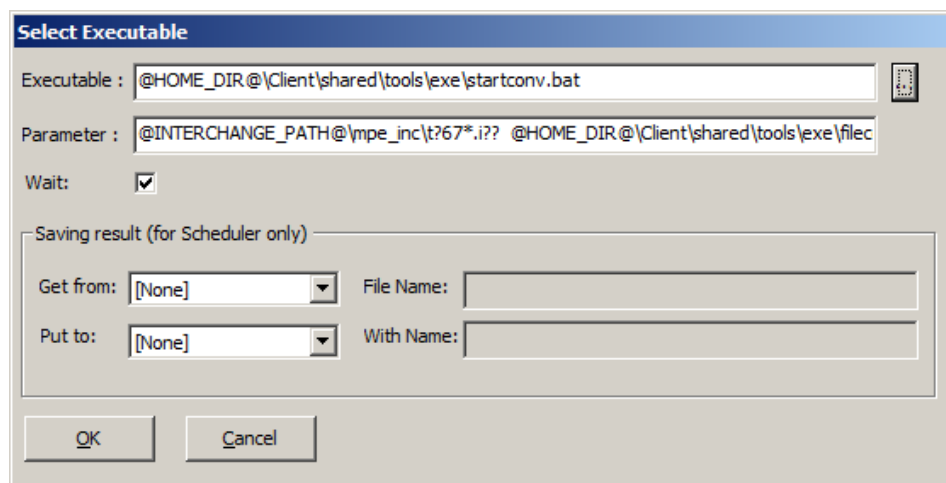 Select Executable
Executable : @HOME_DIR@\Client\shared\tools\exe\startconv.bat
Parameter : @INTERCHANGE_PATH@\mpe_inc\t?67*.i?? @HOME_DIR@\Client\shared\tools\exe\filec
Wait:
Saving result (for Scheduler only)
Get from: [None] File Name:
Put to: [None] With Name:
OK Cancel